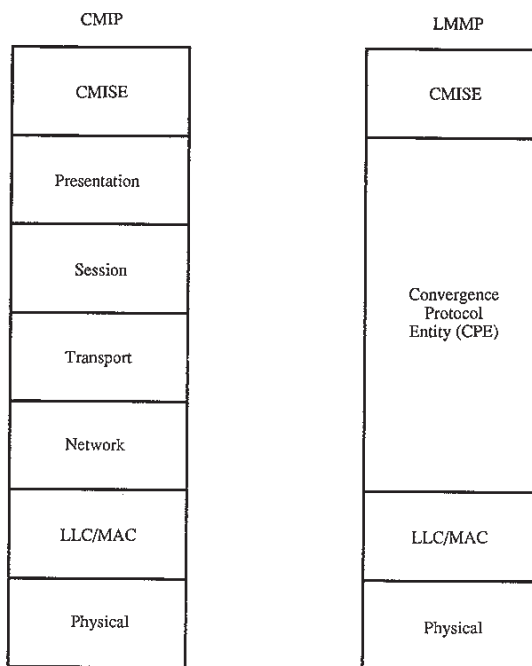 CMIP
CMISE
Presentation
Session
Transport
Network
LLC/MAC
Physical
LMMP
CMISE
Convergence
Protocol
Entity (CPE)
LLC/MAC
Physical